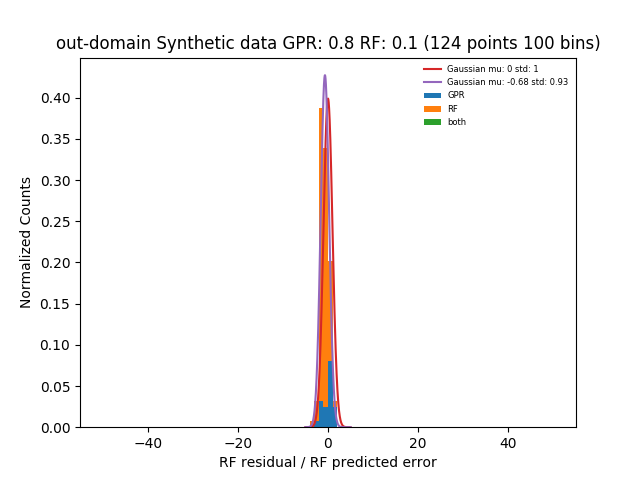 out-domain Synthetic data GPR: 0.8 RF: 0.1 (124 points 100 bins)
Gaussian mu: 0 std: 1
Gaussian mu: -0.68 std: 0.93
GPR
RF
both
Normalized Counts
0.40
0.35
0.30
0.25
0.20
0.15
0.10
0.05
0.00
−40 −20 0 20 40
RF residual / RF predicted error